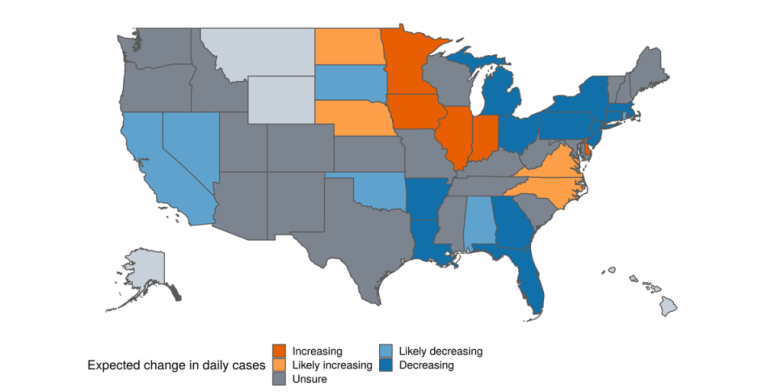 Expected change in daily cases
Increasing
Likely increasing
Unsure
Likely decreasing
Decreasing